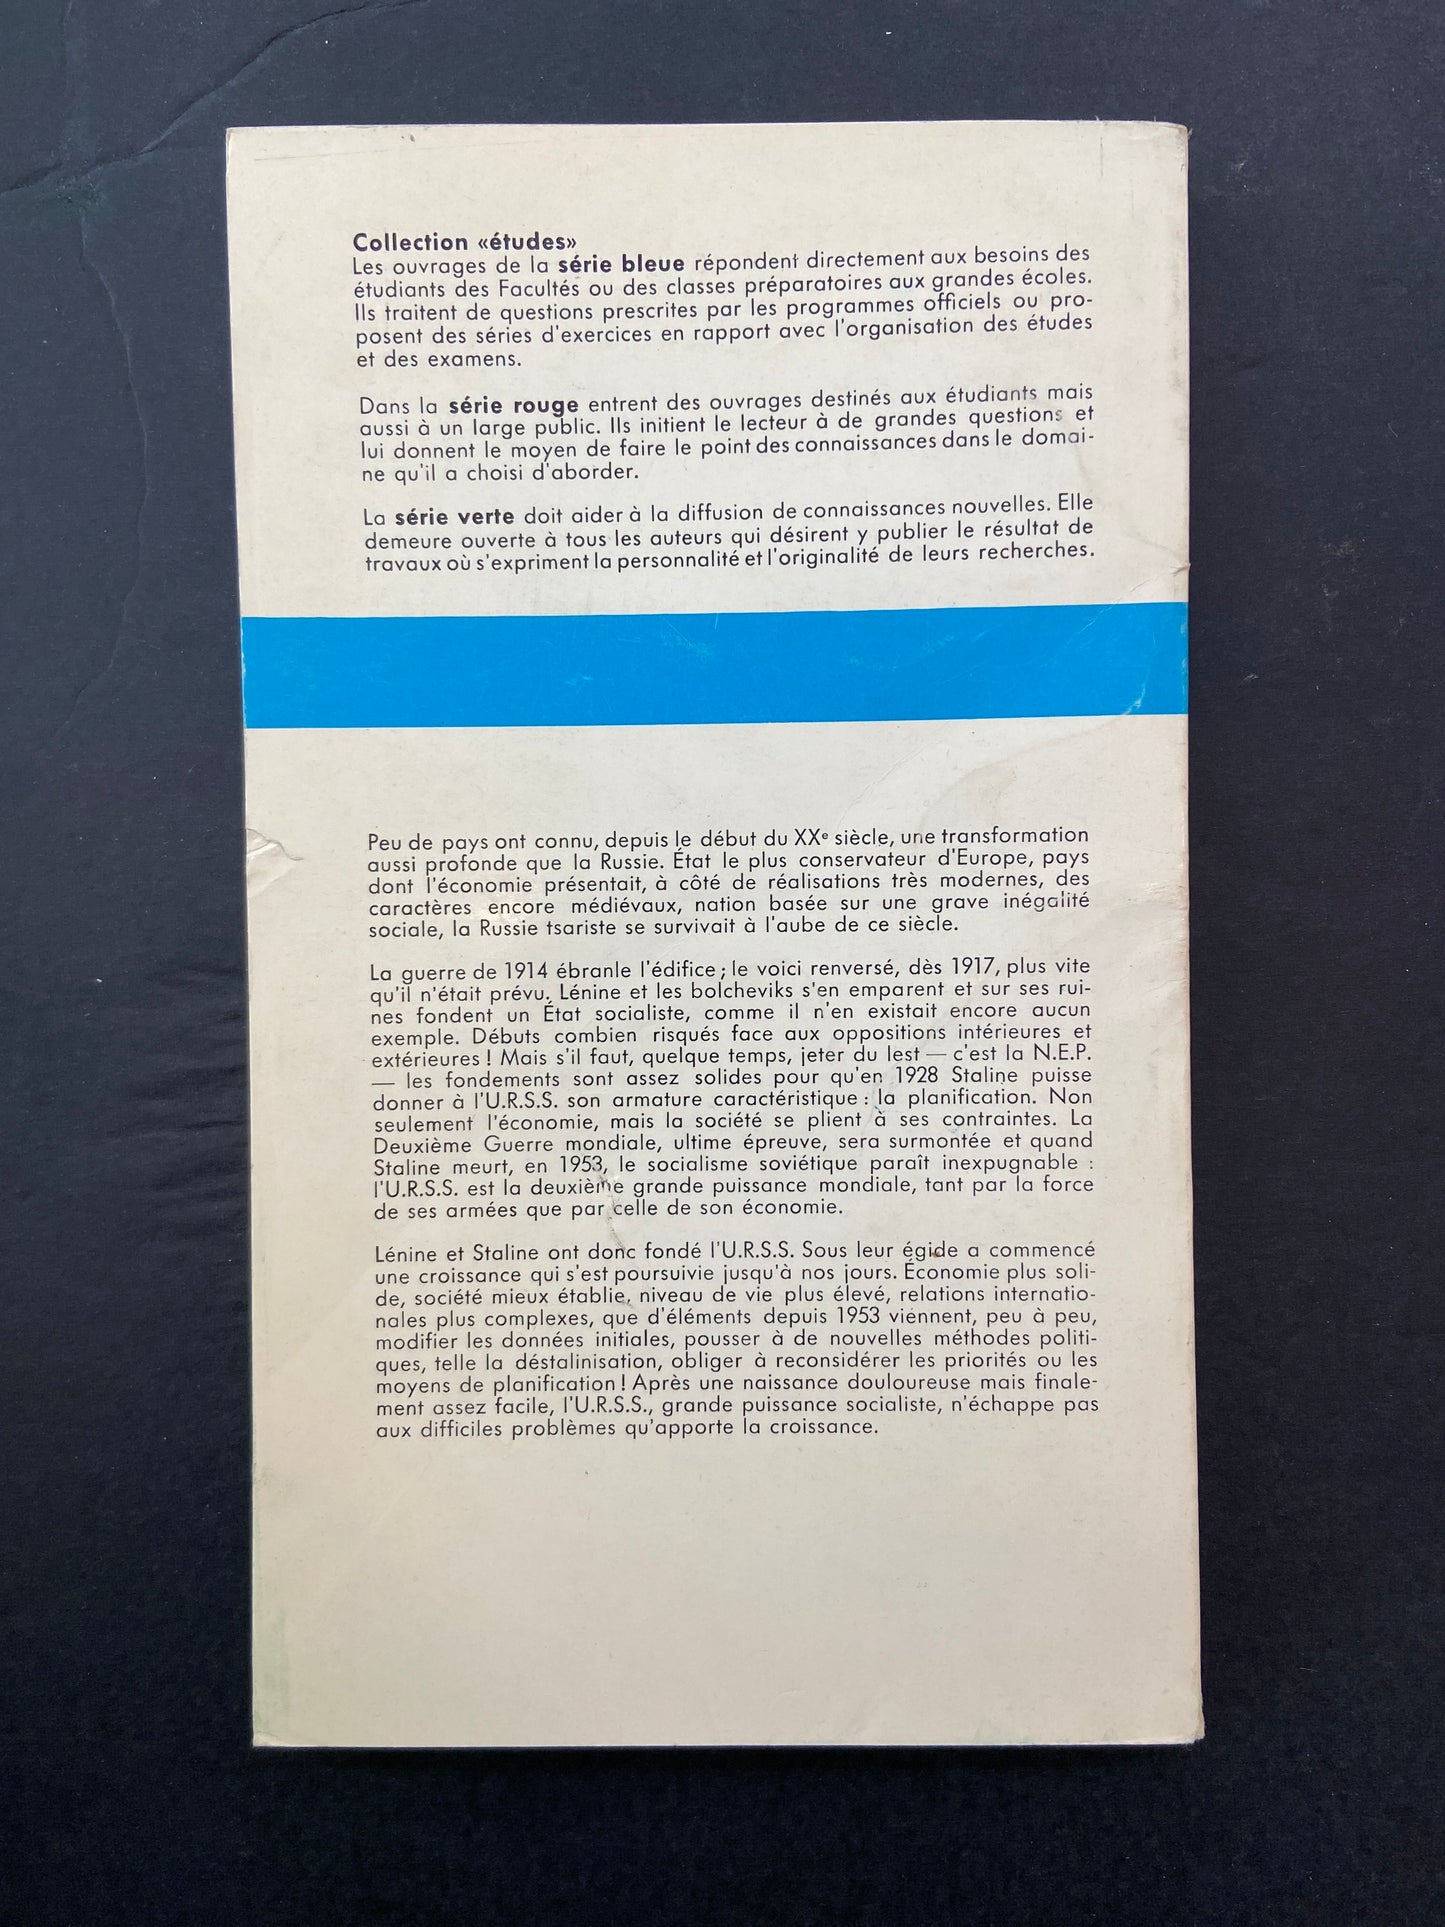 Collection «études»
Les ouvrages de la série bleue répondent directement aux besoins des
étudiants des Facultés ou des classes préparatoires aux grandes écoles.
Ils traitent de questions prescrites par les programmes officiels ou pro-
posent des séries d'exercices en rapport avec l'organisation des études
et des examens.
Dans la série rouge entrent des ouvrages destinés aux étudiants mais
aussi à un large public. Ils initient le lecteur à de grandes questions et
lui donnent le moyen de faire le point des connaissances dans le domai-
ne qu'il a choisi d'aborder.
La série verte doit aider à la diffusion de connaissances nouvelles. Elle
demeure ouverte à tous les auteurs qui désirent y publier le résultat de
travaux où s'expriment la personnalité et l'originalité de leurs recherches.
Peu de pays ont connu, depuis le début du XXe siècle, une transformation
aussi profonde que la Russie. État le plus conservateur d'Europe, pays
dont l'économie présentait, à côté de réalisations très modernes, des
caractères encore médiévaux, nation basée sur une grave inégalité
sociale, la Russie tsariste se survivait à l'aube de ce siècle.
La guerre de 1914 ébranle l'édifice ; le voici renversé, dès 1917, plus vite
qu'il n'était prévu. Lénine et les bolcheviks s'en emparent et sur ses rui-
nes fondent un État socialiste, comme il n'en existait encore aucun
exemple. Débuts combien risqués face aux oppositions intérieures et
extérieures ! Mais s'il faut, quelque temps, jeter du lest — c'est la N.E.P.
— les fondements sont assez solides pour qu'en 1928 Staline puisse
donner à l'U.R.S.S. son armature caractéristique : la planification. Non
seulement l'économie, mais la société se plient à ses contraintes. La
Deuxième Guerre mondiale, ultime épreuve, sera surmontée et quand
Staline meurt, en 1953, le socialisme soviétique paraît inexpugnable :
l'U.R.S.S. est la deuxième grande puissance mondiale, tant par la force
de ses armées que par celle de son économie.
Lénine et Staline ont donc fondé l'U.R.S.S. Sous leur égide a commencé
une croissance qui s'est poursuivie jusqu'à nos jours. Économie plus soli-
de, société mieux établie, niveau de vie plus élevé, relations internatio-
nales plus complexes, que d'éléments depuis 1953 viennent, peu à peu,
modifier les données initiales, pousser à de nouvelles méthodes politi-
ques, telle la déstalinisation, obliger à reconsidérer les priorités ou les
moyens de planification ! Après une naissance douloureuse mais finale-
ment assez facile, l'U.R.S.S., grande puissance socialiste, n'échappe pas
aux difficiles problèmes qu'apporte la croissance.